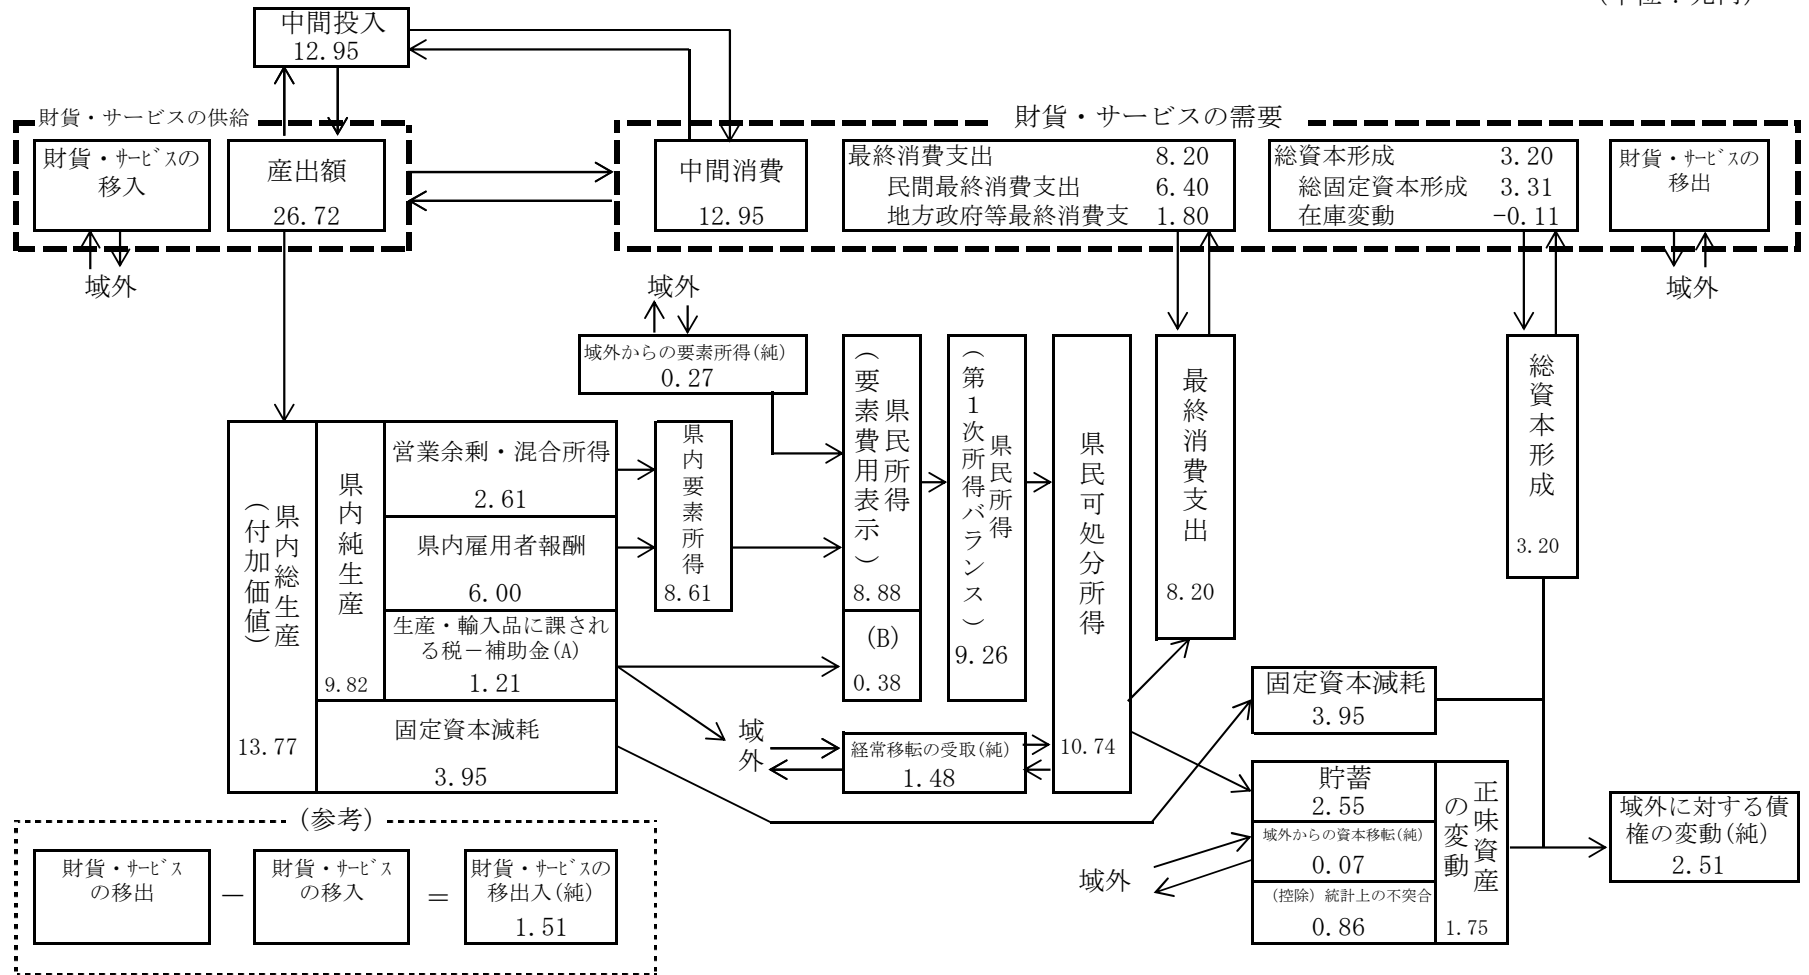 (単位：兆円)
中間投入
12.95
財貨・サービスの供給
財貨・サービスの
移入
産出額
26.72
財貨・サービスの需要
中間消費
12.95
最終消費支出 8.20
民間最終消費支出 6.40
地方政府等最終消費支 1.80
総資本形成 3.20
総固定資本形成 3.31
在庫変動 -0.11
財貨・サービスの
移出
域外
域外
域外
域外からの要素所得(純)
0.27
県内総生産
(付加価値)
13.77
県内純生産
9.82
営業余剰・混合所得
2.61
県内雇用者報酬
6.00
生産・輸入品に課され
る税－補助金(A)
1.21
固定資本減耗
3.95
県内要素所得
8.61
県民所得
(要素費用表示)
8.88
(B)
0.38
県民所得
(第1次所得バランス)
9.26
県民可処分所得
10.74
最終消費支出
8.20
総資本形成
3.20
域
外
経常移転の受取(純)
1.48
固定資本減耗
3.95
貯蓄
2.55
域外からの資本移転(純)
0.07
(控除) 統計上の不突合
0.86
正味資産
の変動
1.75
域外
域外に対する債
権の変動(純)
2.51
(参考)
財貨・サービス
の移出
－
財貨・サービス
の移入
＝
財貨・サービスの
移出入(純)
1.51